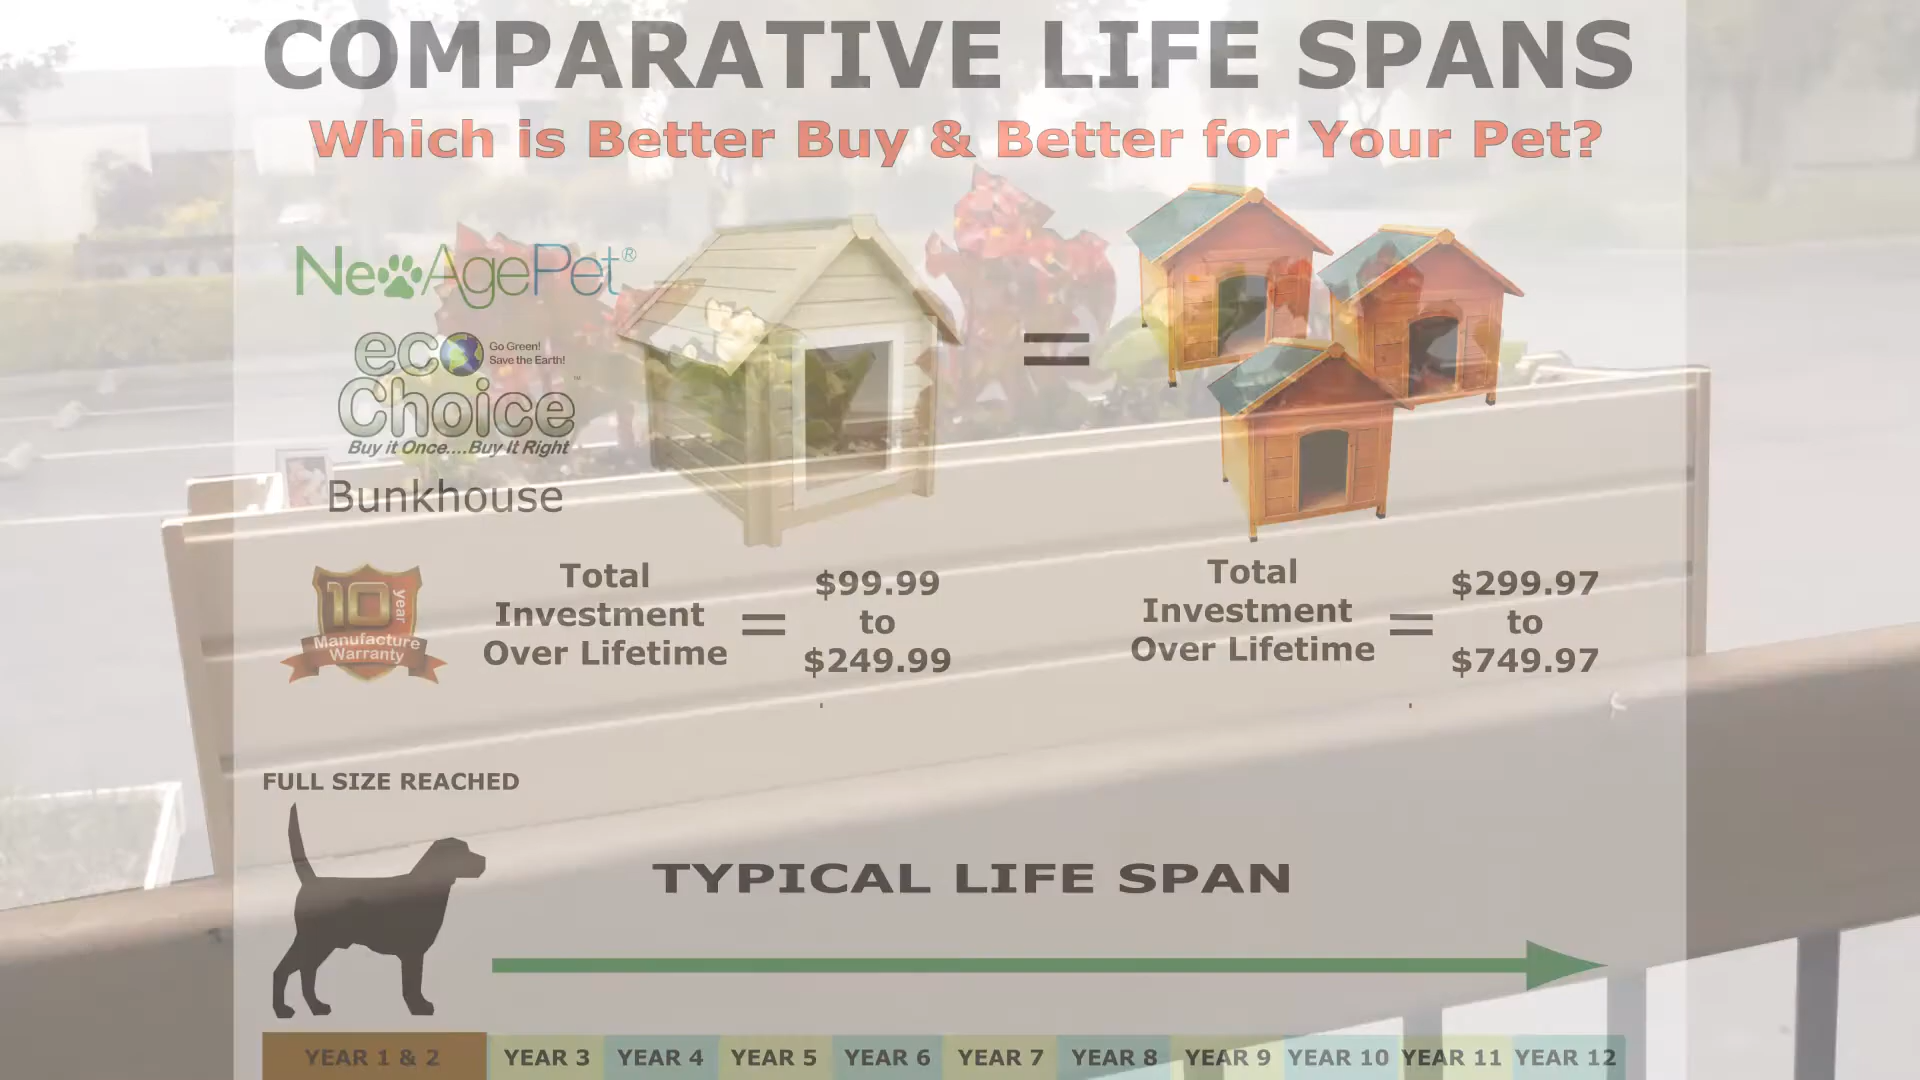 COMPARATIVE LIFE SPANS
Which is Better Buy & Better for Your Pet?
NewAgePet®
eco
Go Green!
Save the Earth!
Choice™
Buy it Once....Buy It Right
Bunkhouse
10 year
Manufacture
Warranty
Total
Investment
Over Lifetime
=
$99.99
to
$249.99
=
Total
Investment
Over Lifetime
=
$299.97
to
$749.97
FULL SIZE REACHED
TYPICAL LIFE SPAN
YEAR 1 & 2 YEAR 3 YEAR 4 YEAR 5 YEAR 6 YEAR 7 YEAR 8 YEAR 9 YEAR 10 YEAR 11 YEAR 12